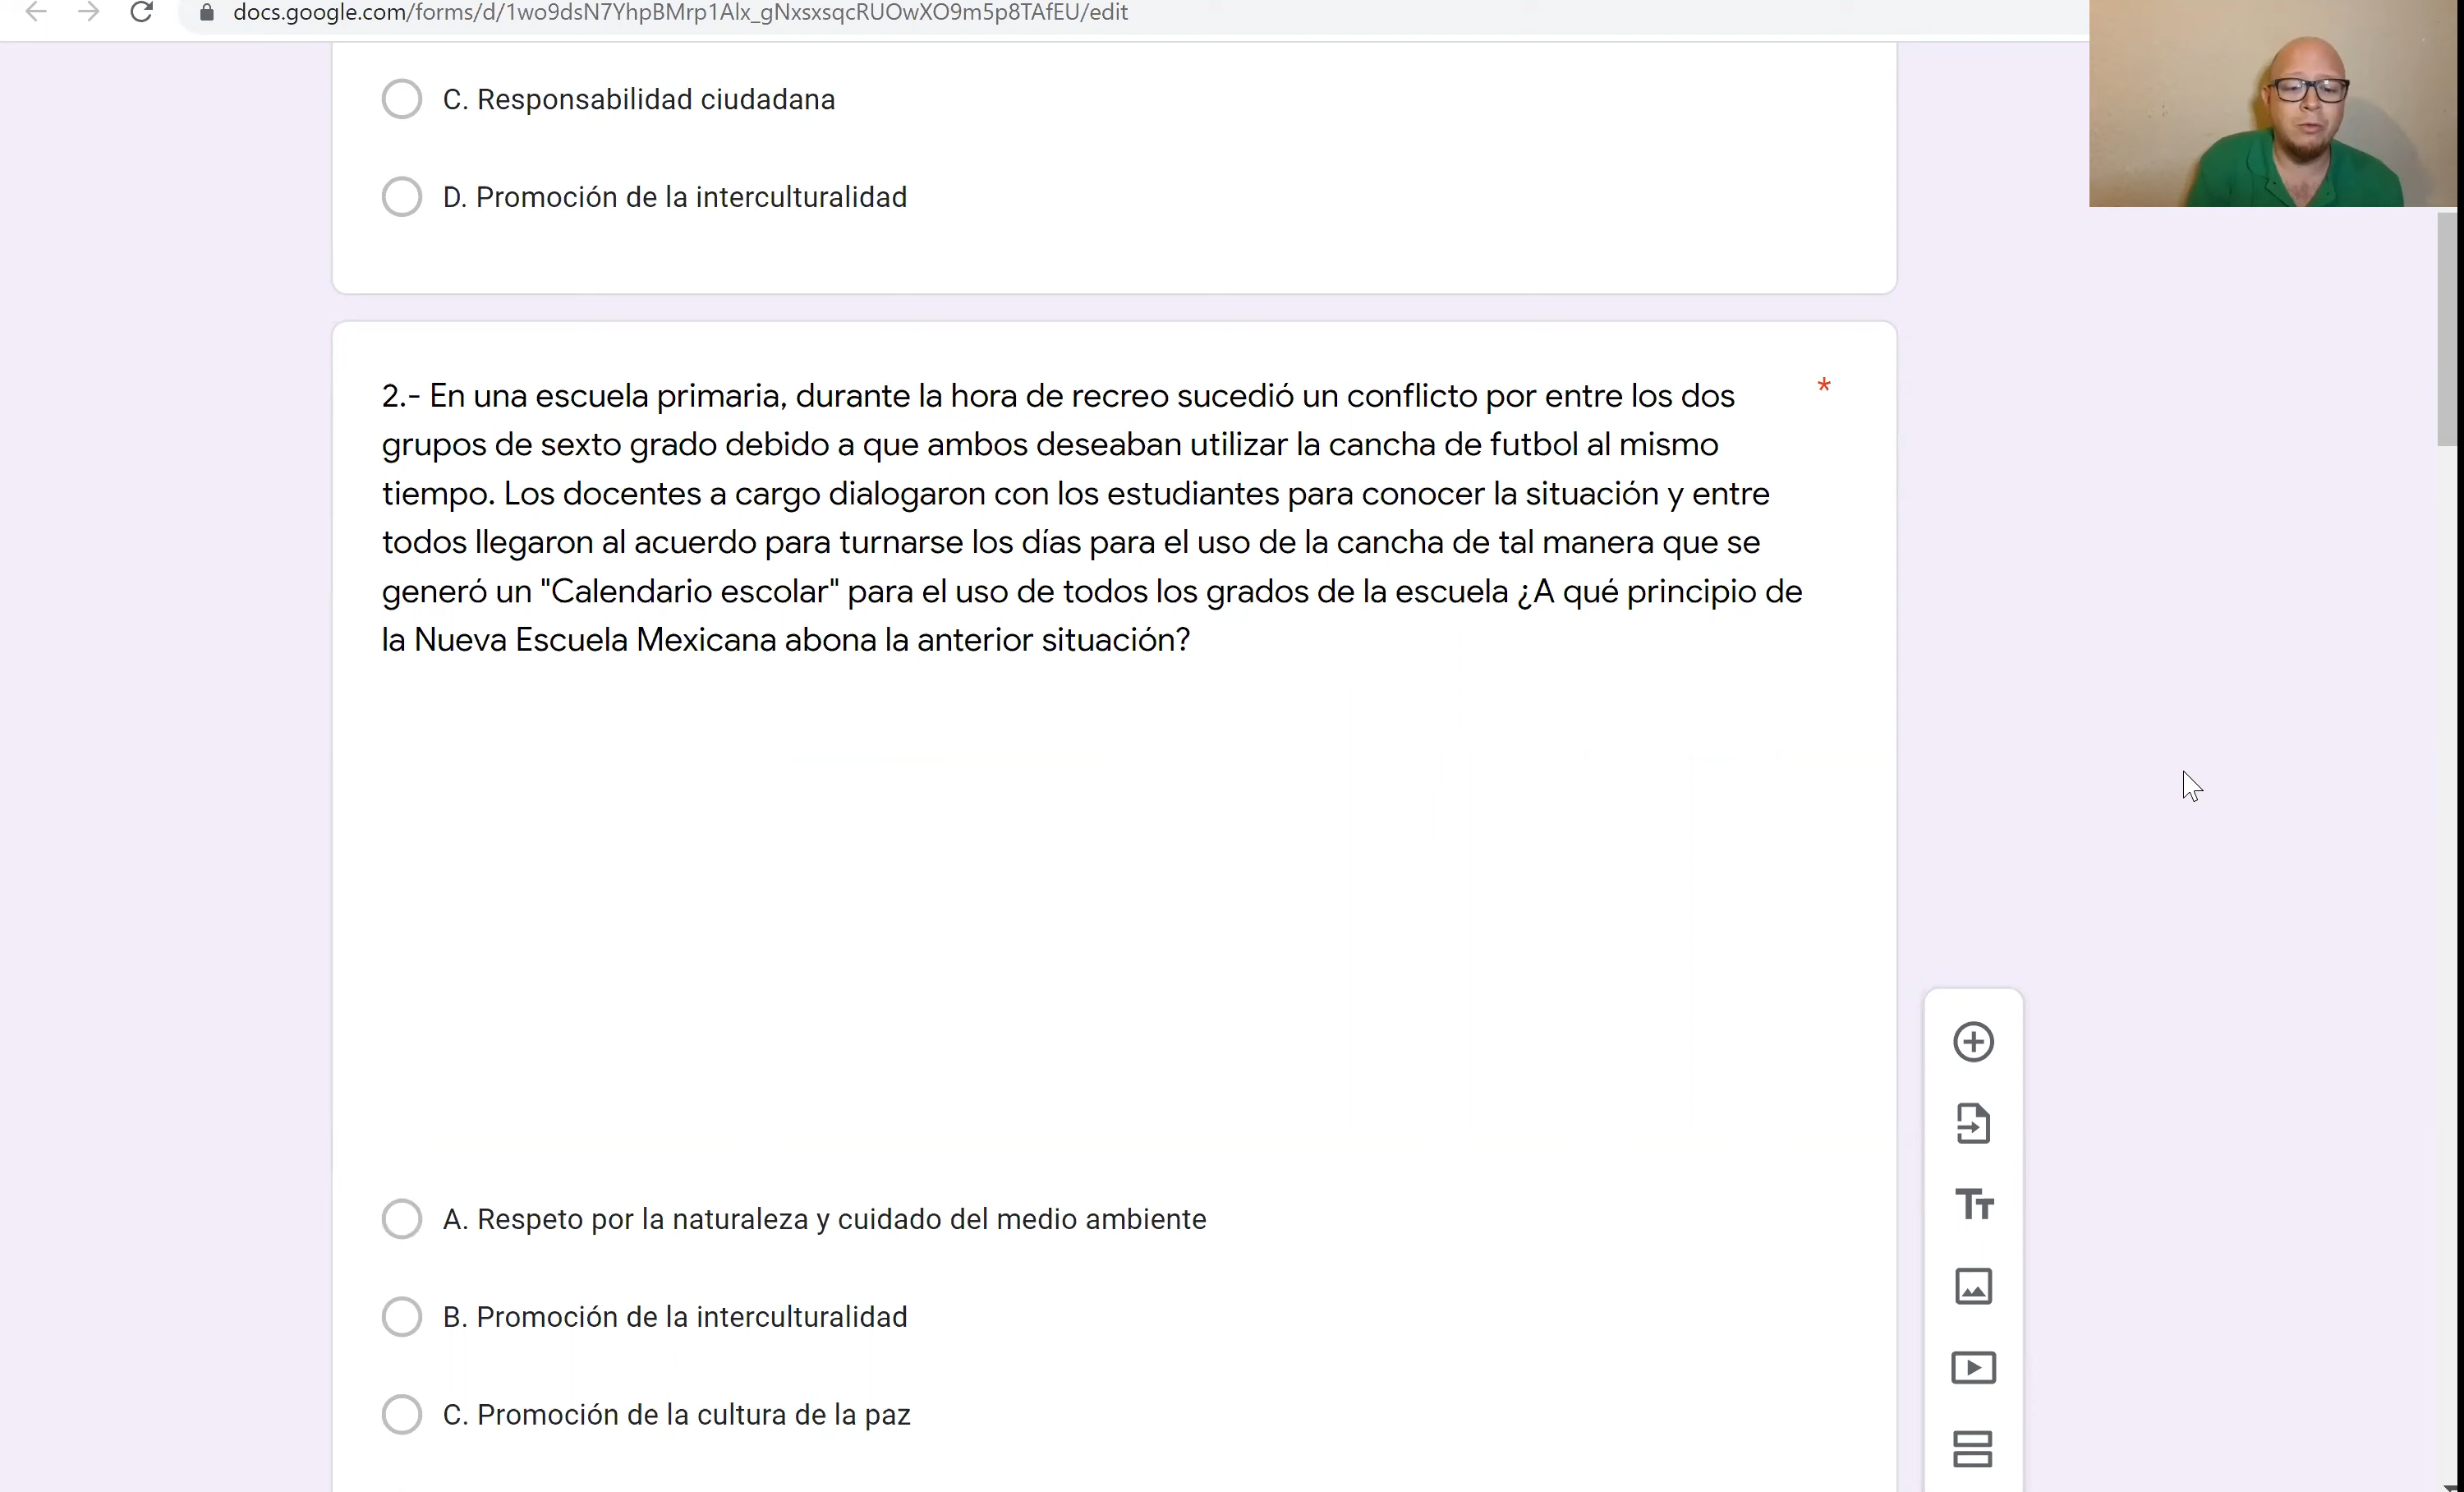 docs.google.com/forms/d/1wo9dsN7YhpBMrp1Alx_gNxsxsqcRUOwXO9m5p8TAfEU/edit
C. Responsabilidad ciudadana
D. Promoción de la interculturalidad
2.- En una escuela primaria, durante la hora de recreo sucedió un conflicto por entre los dos *
grupos de sexto grado debido a que ambos deseaban utilizar la cancha de futbol al mismo
tiempo. Los docentes a cargo dialogaron con los estudiantes para conocer la situación y entre
todos llegaron al acuerdo para turnarse los días para el uso de la cancha de tal manera que se
generó un "Calendario escolar" para el uso de todos los grados de la escuela ¿A qué principio de
la Nueva Escuela Mexicana abona la anterior situación?
A. Respeto por la naturaleza y cuidado del medio ambiente
B. Promoción de la interculturalidad
C. Promoción de la cultura de la paz